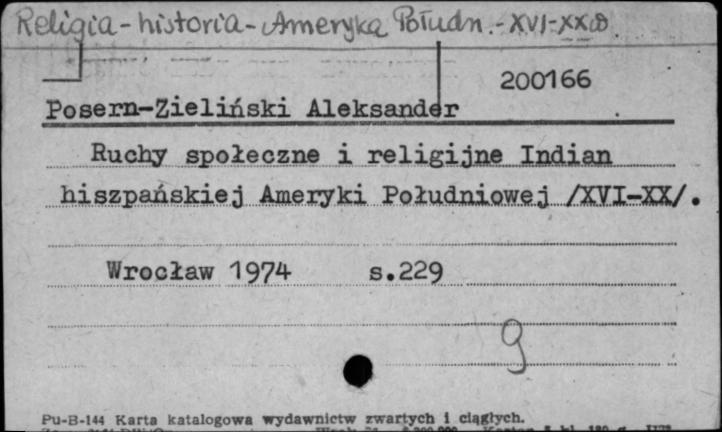 Religia - historia - Ameryka Połudn. - XVI-XX w
200166
Posern-Zieliński Aleksander
Ruchy społeczne i religijne Indian
hiszpańskiej Ameryki Południowej /XVI-XX/.
Wrocław 1974 s.229
g
Pu-B-144 Karta katalogowa wydawnictw zwartych i ciągłych.